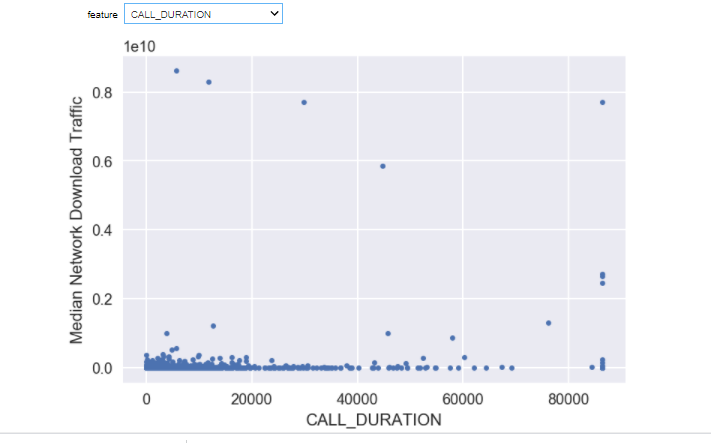 feature CALL_DURATION
1e10
Median Network Download Traffic
0.8
0.6
0.4
0.2
0.0
0 20000 40000 60000 80000
CALL_DURATION